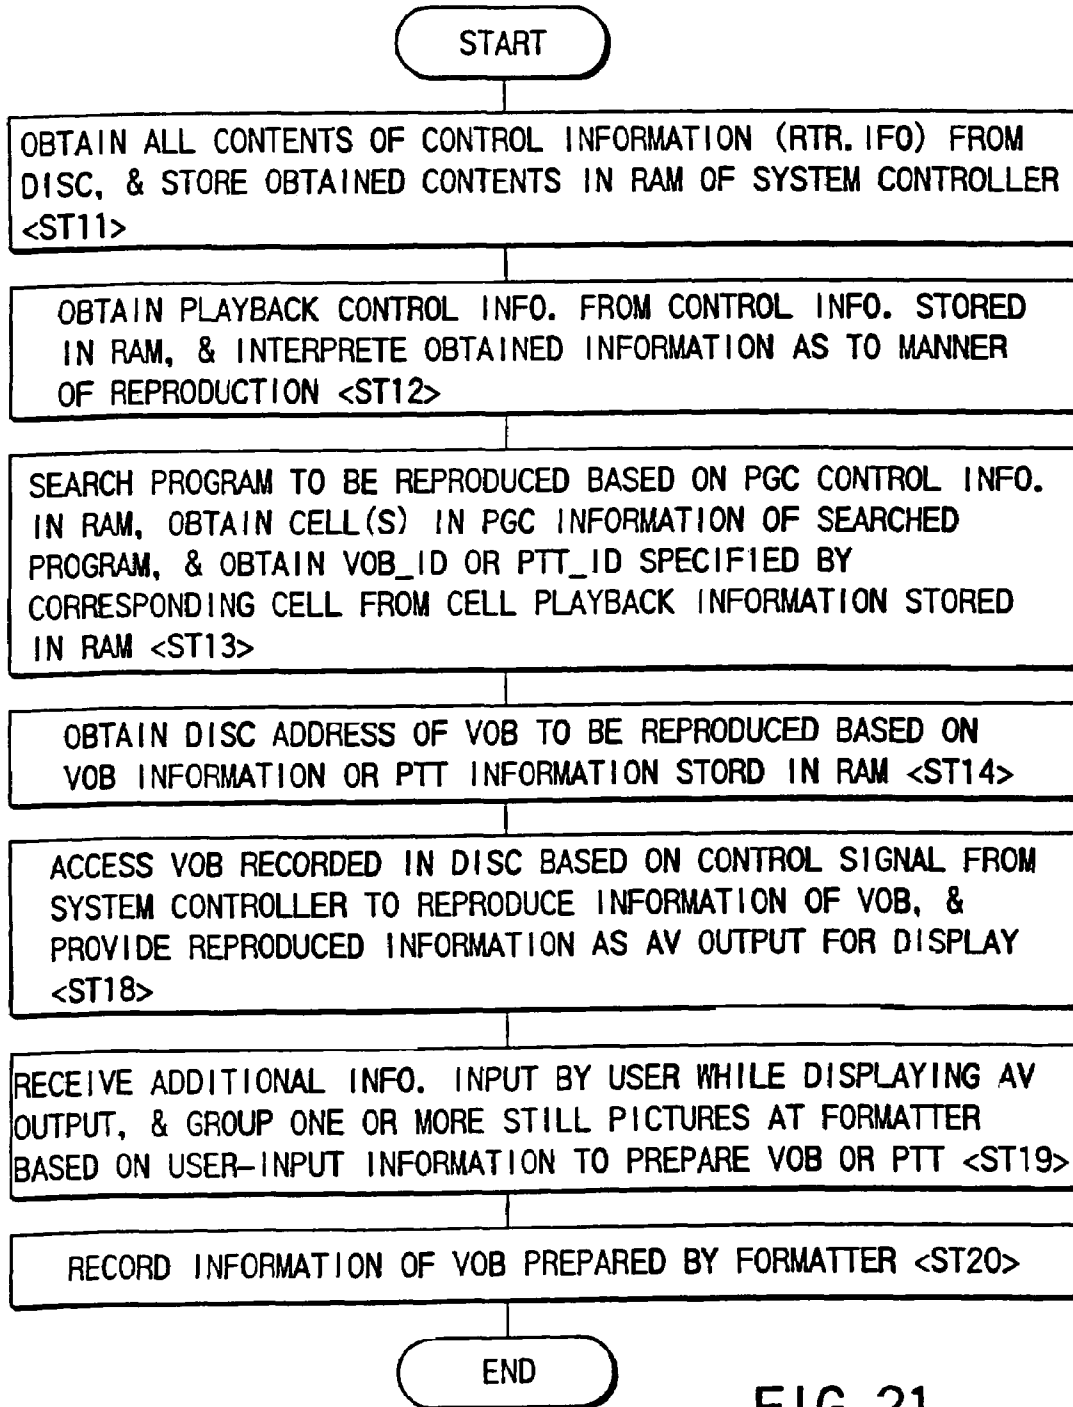 START
OBTAIN ALL CONTENTS OF CONTROL INFORMATION (RTR.IFO) FROM
DISC, & STORE OBTAINED CONTENTS IN RAM OF SYSTEM CONTROLLER
<ST11>
OBTAIN PLAYBACK CONTROL INFO. FROM CONTROL INFO. STORED
IN RAM, & INTERPRETE OBTAINED INFORMATION AS TO MANNER
OF REPRODUCTION <ST12>
SEARCH PROGRAM TO BE REPRODUCED BASED ON PGC CONTROL INFO.
IN RAM, OBTAIN CELL(S) IN PGC INFORMATION OF SEARCHED
PROGRAM, & OBTAIN VOB_ID OR PTT_ID SPECIFIED BY
CORRESPONDING CELL FROM CELL PLAYBACK INFORMATION STORED
IN RAM <ST13>
OBTAIN DISC ADDRESS OF VOB TO BE REPRODUCED BASED ON
VOB INFORMATION OR PTT INFORMATION STORD IN RAM <ST14>
ACCESS VOB RECORDED IN DISC BASED ON CONTROL SIGNAL FROM
SYSTEM CONTROLLER TO REPRODUCE INFORMATION OF VOB, &
PROVIDE REPRODUCED INFORMATION AS AV OUTPUT FOR DISPLAY
<ST18>
RECEIVE ADDITIONAL INFO. INPUT BY USER WHILE DISPLAYING AV
OUTPUT, & GROUP ONE OR MORE STILL PICTURES AT FORMATTER
BASED ON USER-INPUT INFORMATION TO PREPARE VOB OR PTT <ST19>
RECORD INFORMATION OF VOB PREPARED BY FORMATTER <ST20>
END
FIG. 21